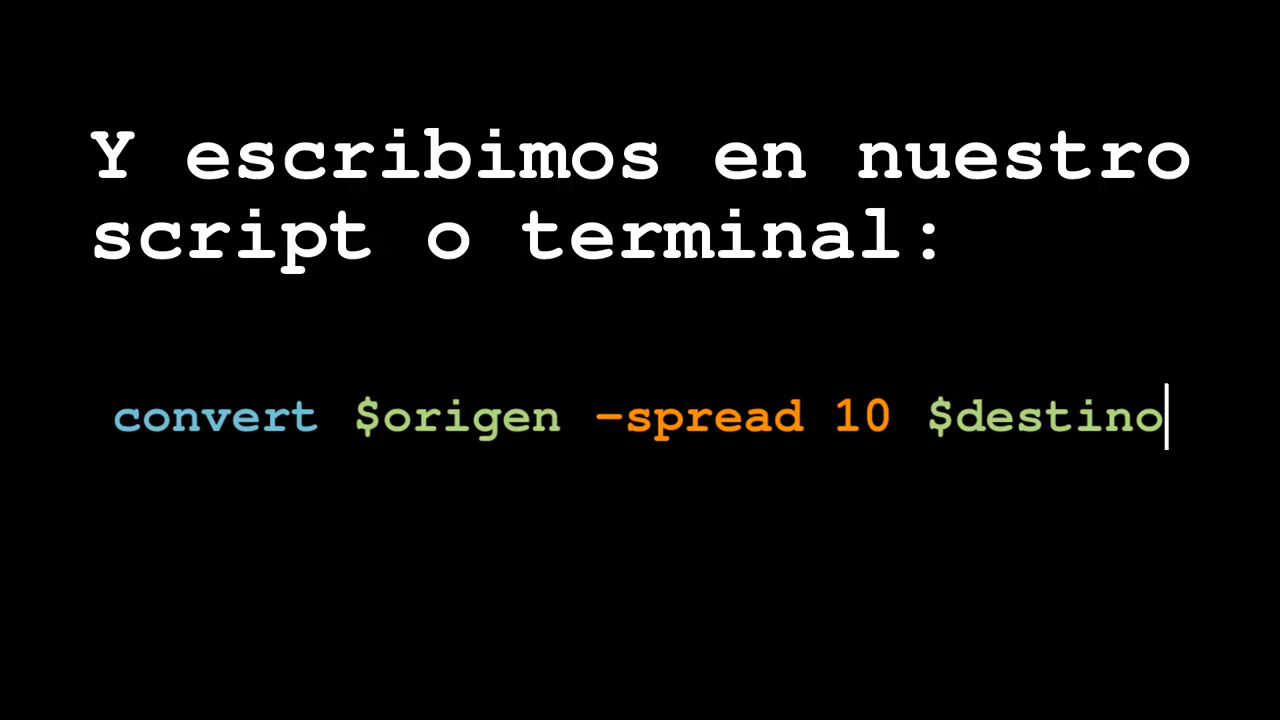 Y escribimos en nuestro
script o terminal:
convert $origen -spread 10 $destino